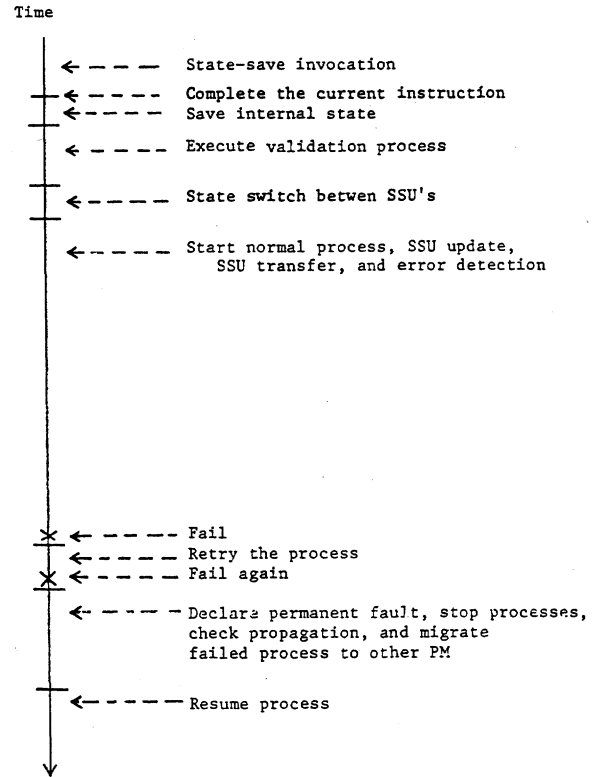 Time
State-save invocation
Complete the current instruction
Save internal state
Execute validation process
State switch betwen SSU's
Start normal process, SSU update,
SSU transfer, and error detection
Fail
Retry the process
Fail again
Declare permanent fault, stop processes,
check propagation, and migrate
failed process to other PM
Resume process